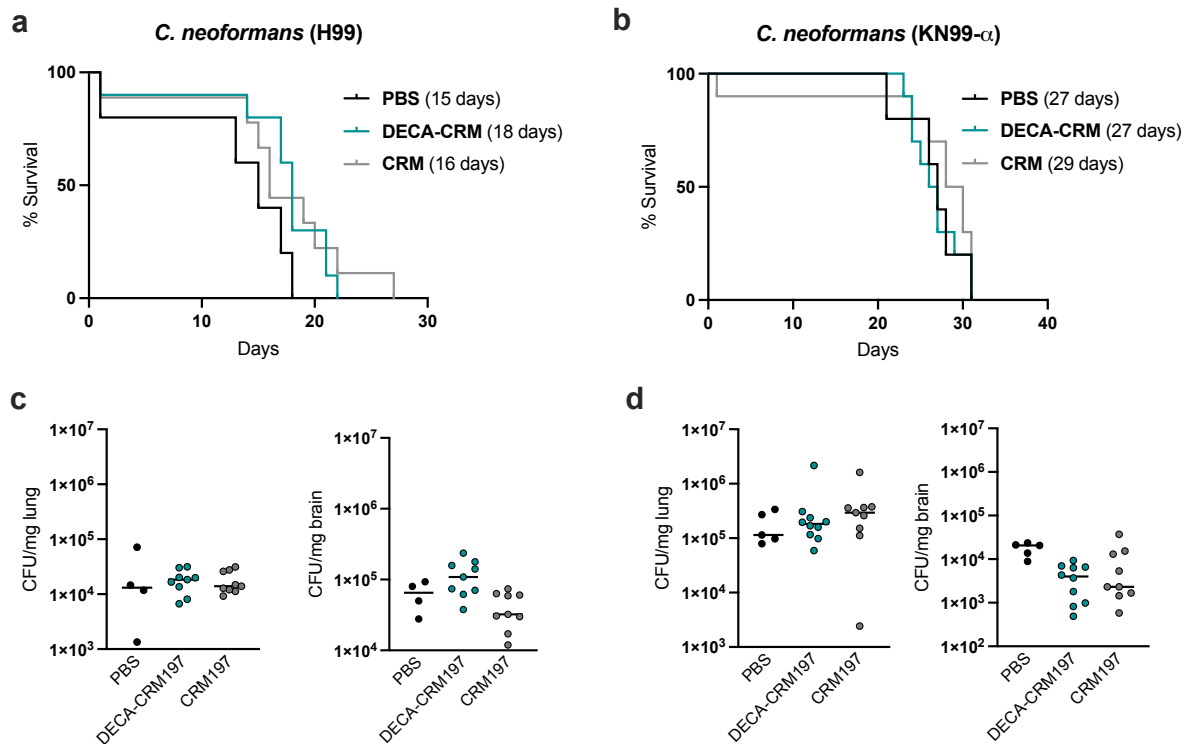 a
C. neoformans (H99)
100
50
0
% Survival
0 10 20 30
Days
PBS (15 days)
DECA-CRM (18 days)
CRM (16 days)
b
C. neoformans (KN99-α)
100
50
0
% Survival
0 10 20 30 40
Days
PBS (27 days)
DECA-CRM (27 days)
CRM (29 days)
c
1×10⁷
1×10⁶
1×10⁵
1×10⁴
1×10³
CFU/mg lung
PBS
DECA-CRM197
CRM197
1×10⁷
1×10⁶
1×10⁵
1×10⁴
CFU/mg brain
PBS
DECA-CRM197
CRM197
d
1×10⁷
1×10⁶
1×10⁵
1×10⁴
1×10³
CFU/mg lung
PBS
DECA-CRM197
CRM197
1×10⁷
1×10⁶
1×10⁵
1×10⁴
1×10³
1×10²
CFU/mg brain
PBS
DECA-CRM197
CRM197